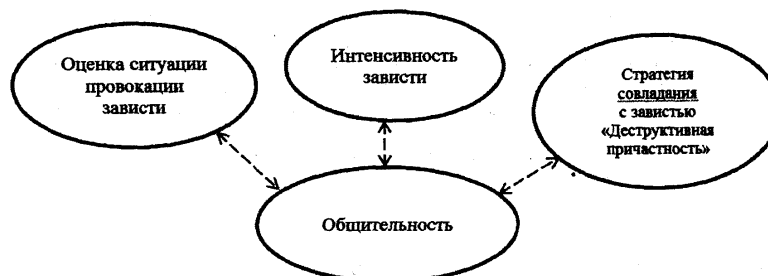 Оценка ситуации
провокации
зависти
Интенсивность
зависти
Стратегия
совладания
с завистью
«Деструктивная
причастность»
Общительность